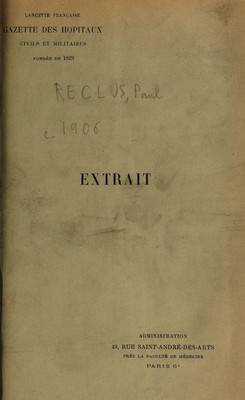 LANCETTE FRANÇAISE
GAZETTE DES HOPITAUX
CIVILS ET MILITAIRES
FONDÉE EN 1828
RECLUS, Paul
c. 1906
EXTRAIT
ADMINISTRATION
49, RUE SAINT-ANDRÉ-DES-ARTS
PRÈS LA FACULTÉ DE MÉDECINE
PARIS 6e